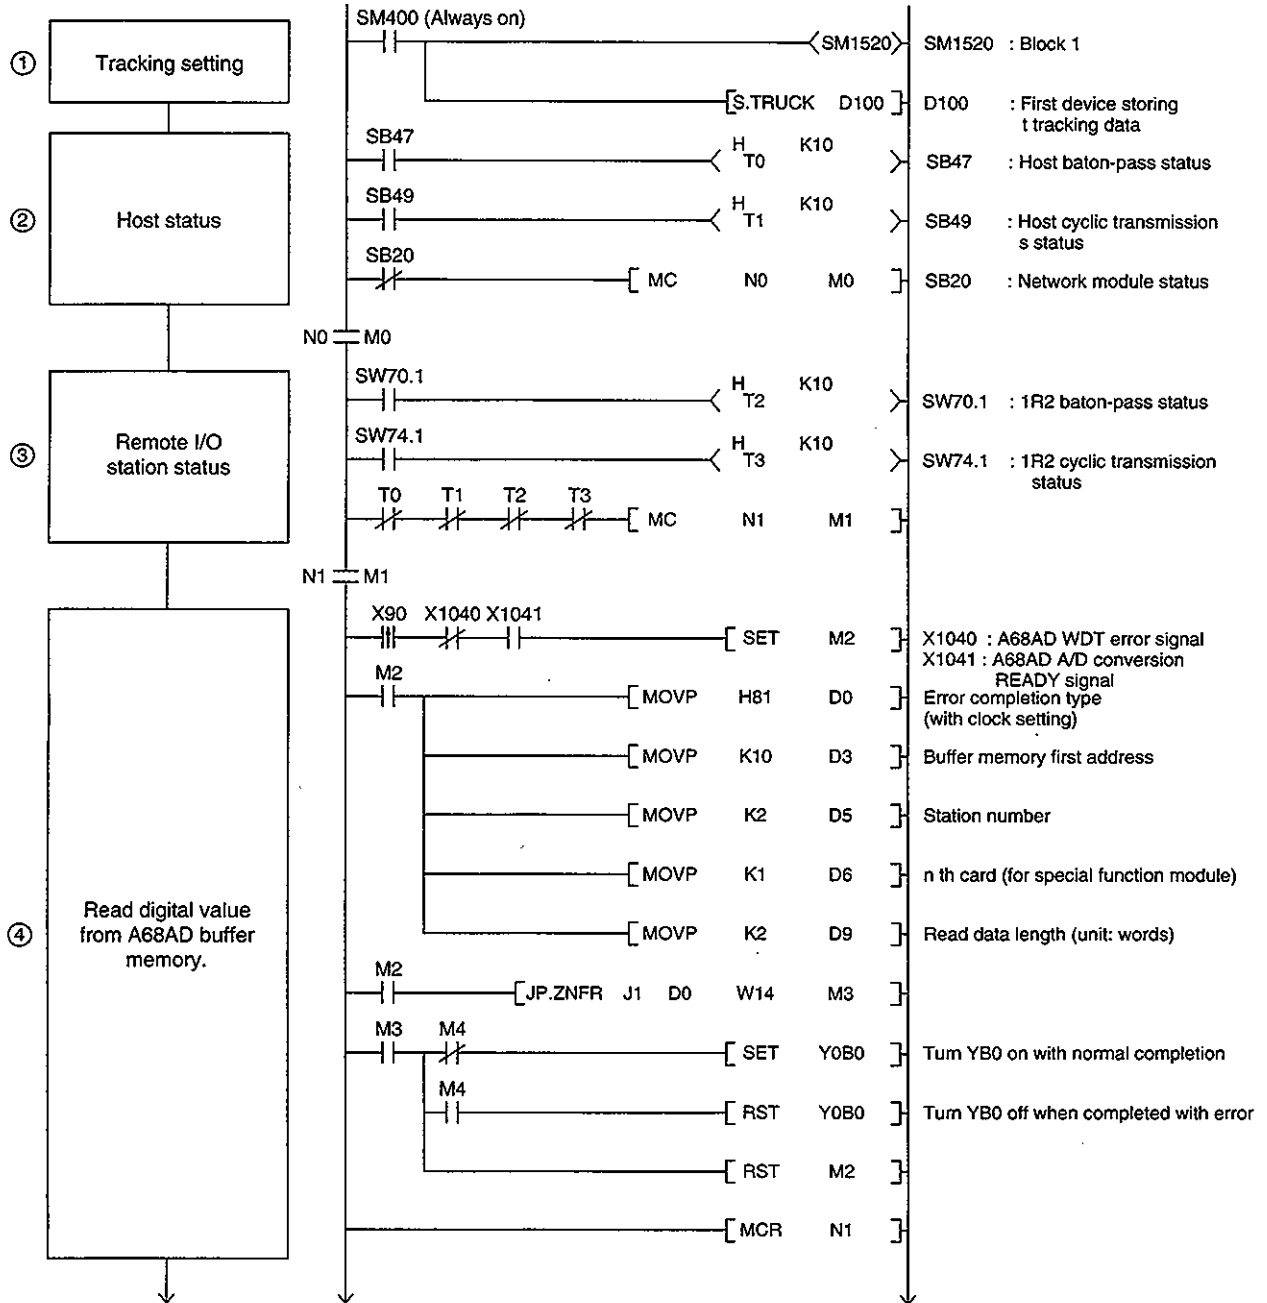 SM400 (Always on)
① Tracking setting
SM1520
SM1520 : Block 1
S.TRUCK D100
D100 : First device storing
t tracking data
SB47
H K10
T0
SB47 : Host baton-pass status
② Host status
SB49
H K10
T1
SB49 : Host cyclic transmission
s status
SB20
MC N0 M0
SB20 : Network module status
N0 M0
③ Remote I/O
station status
SW70.1
H K10
T2
SW70.1 : 1R2 baton-pass status
SW74.1
H K10
T3
SW74.1 : 1R2 cyclic transmission
status
T0 T1 T2 T3
MC N1 M1
N1 M1
X90 X1040 X1041
SET M2
X1040 : A68AD WDT error signal
X1041 : A68AD A/D conversion
READY signal
M2
MOVP H81 D0
Error completion type
(with clock setting)
MOVP K10 D3
Buffer memory first address
MOVP K2 D5
Station number
MOVP K1 D6
n th card (for special function module)
④ Read digital value
from A68AD buffer
memory.
MOVP K2 D9
Read data length (unit: words)
M2
JP.ZNFR J1 D0 W14 M3
M3 M4
SET Y0B0
Turn YB0 on with normal completion
M4
RST Y0B0
Turn YB0 off when completed with error
RST M2
MCR N1